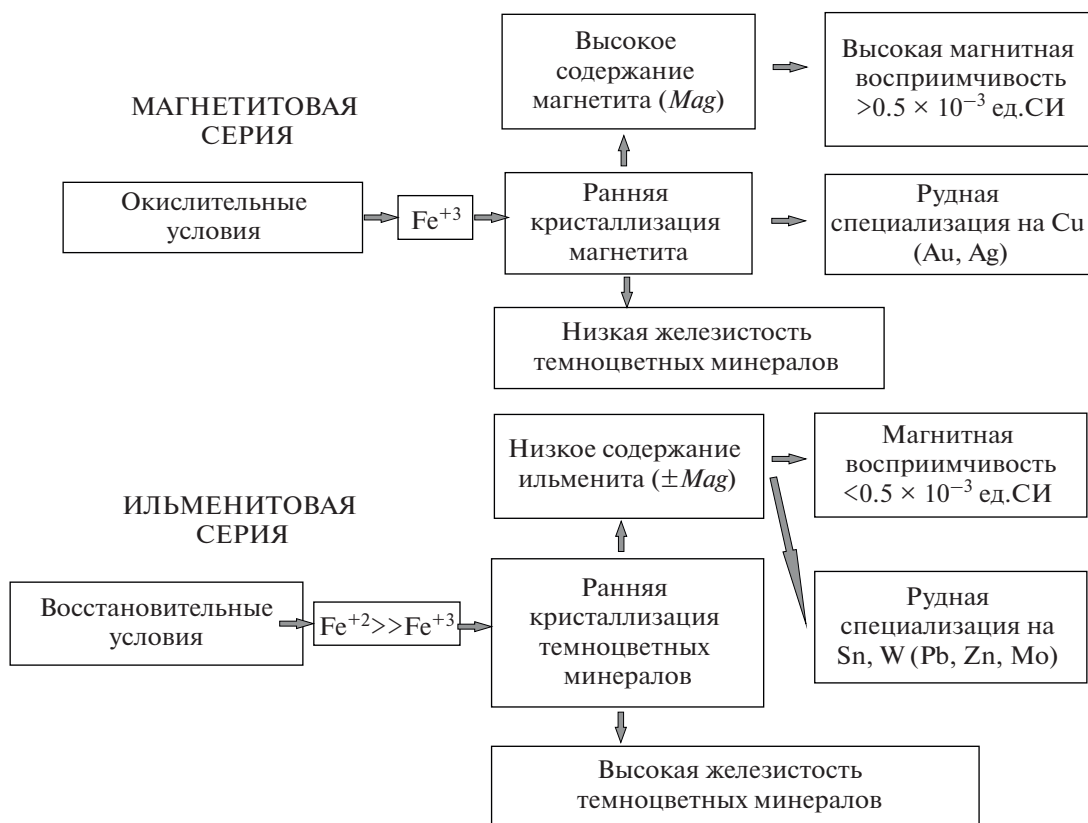 МАГНЕТИТОВАЯ
СЕРИЯ
Окислительные
условия
Fe⁺³
Высокое
содержание
магнетита (Mag)
Высокая магнитная
восприимчивость
>0.5 × 10⁻³ ед.СИ
Ранняя
кристаллизация
магнетита
Рудная
специализация на Cu
(Au, Ag)
Низкая железистость
темноцветных минералов
ИЛЬМЕНИТОВАЯ
СЕРИЯ
Восстановительные
условия
Fe⁺²>>Fe⁺³
Низкое содержание
ильменита (±Mag)
Магнитная
восприимчивость
<0.5 × 10⁻³ ед.СИ
Ранняя
кристаллизация
темноцветных
минералов
Рудная
специализация на
Sn, W (Pb, Zn, Mo)
Высокая железистость
темноцветных минералов